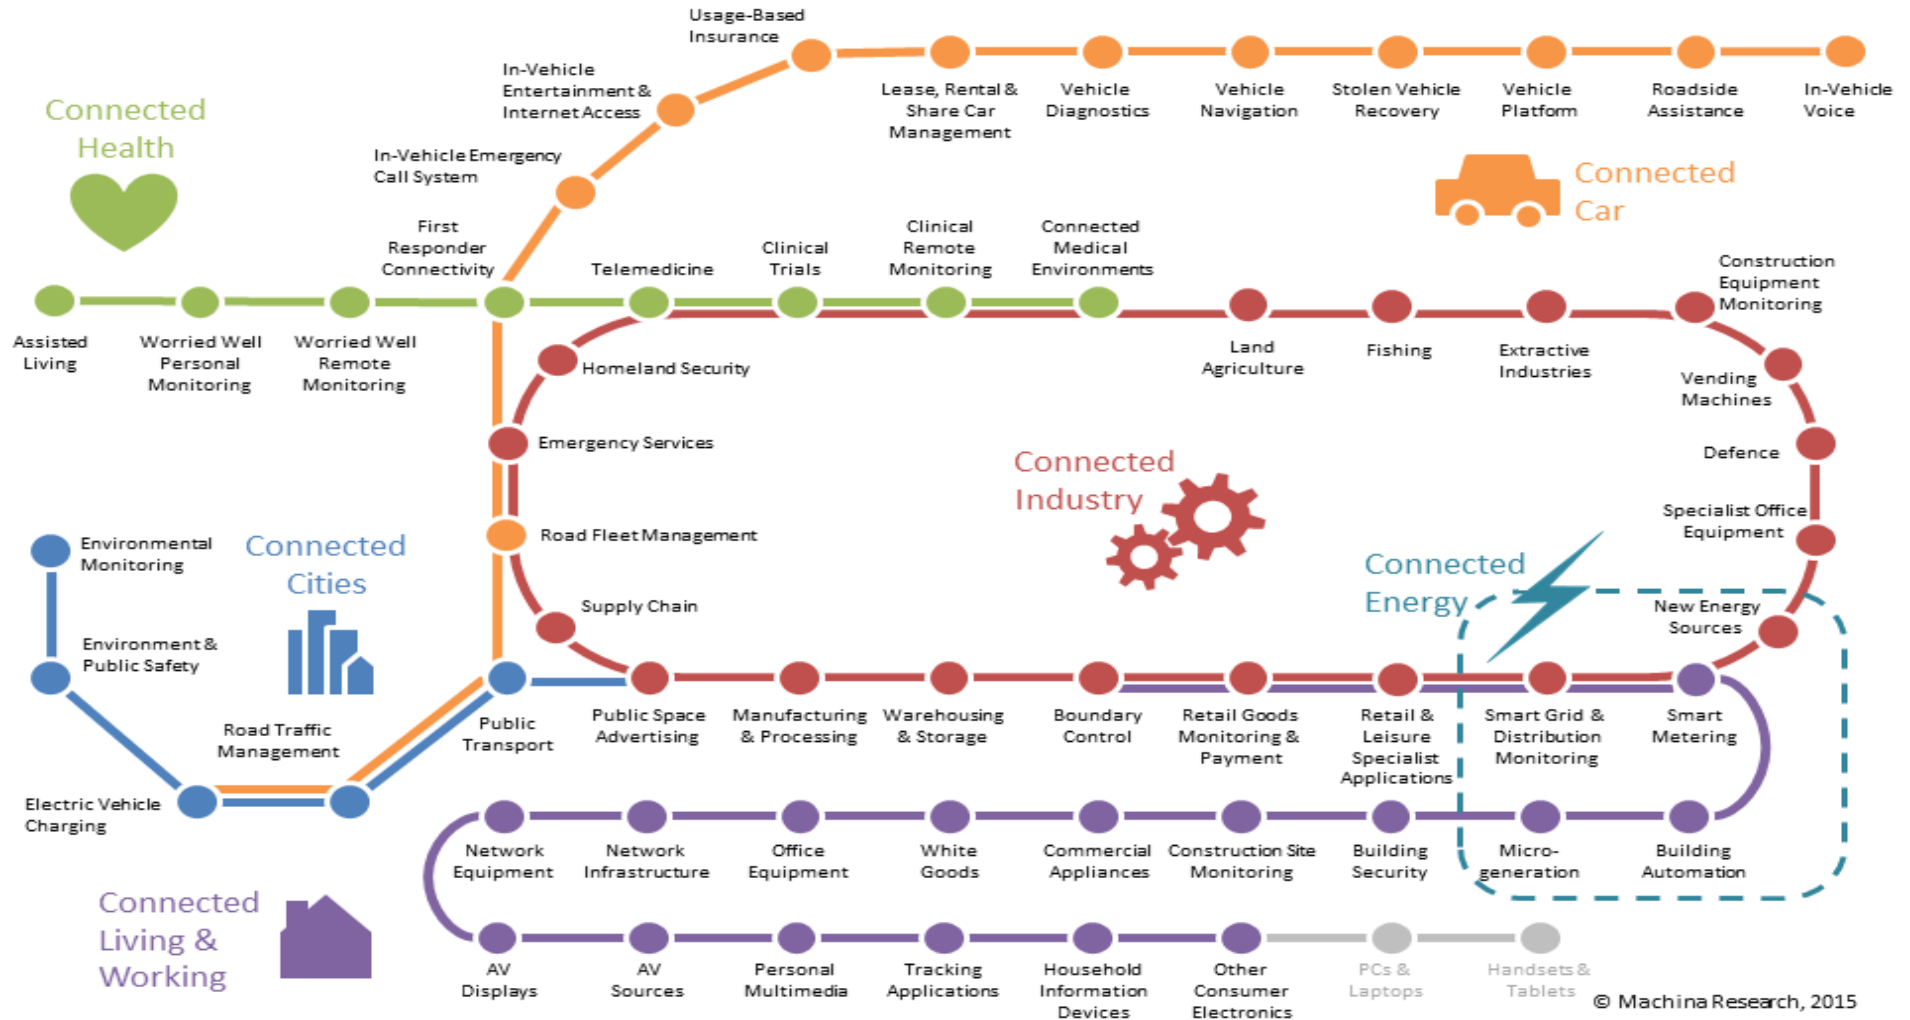 Usage-Based
Insurance
In-Vehicle
Entertainment &
Internet Access
Lease, Rental &
Share Car
Management
Vehicle
Diagnostics
Vehicle
Navigation
Stolen Vehicle
Recovery
Vehicle
Platform
Roadside
Assistance
In-Vehicle
Voice
Connected
Health
In-Vehicle Emergency
Call System
Connected
Car
First
Responder
Connectivity
Telemedicine
Clinical
Trials
Clinical
Remote
Monitoring
Connected
Medical
Environments
Construction
Equipment
Monitoring
Assisted
Living
Worried Well
Personal
Monitoring
Worried Well
Remote
Monitoring
Homeland Security
Land
Agriculture
Fishing
Extractive
Industries
Vending
Machines
Emergency Services
Defence
Connected
Industry
Specialist Office
Equipment
Environmental
Monitoring
Connected
Cities
Road Fleet Management
Connected
Energy
Supply Chain
New Energy
Sources
Environment &
Public Safety
Road Traffic
Management
Public
Transport
Public Space
Advertising
Manufacturing
& Processing
Warehousing
& Storage
Boundary
Control
Retail Goods
Monitoring &
Payment
Retail &
Leisure
Specialist
Applications
Smart Grid &
Distribution
Monitoring
Smart
Metering
Electric Vehicle
Charging
Network
Equipment
Network
Infrastructure
Office
Equipment
White
Goods
Commercial
Appliances
Construction Site
Monitoring
Building
Security
Micro-
generation
Building
Automation
Connected
Living &
Working
AV
Displays
AV
Sources
Personal
Multimedia
Tracking
Applications
Household
Information
Devices
Other
Consumer
Electronics
PCs &
Laptops
Handsets &
Tablets
© Machina Research, 2015